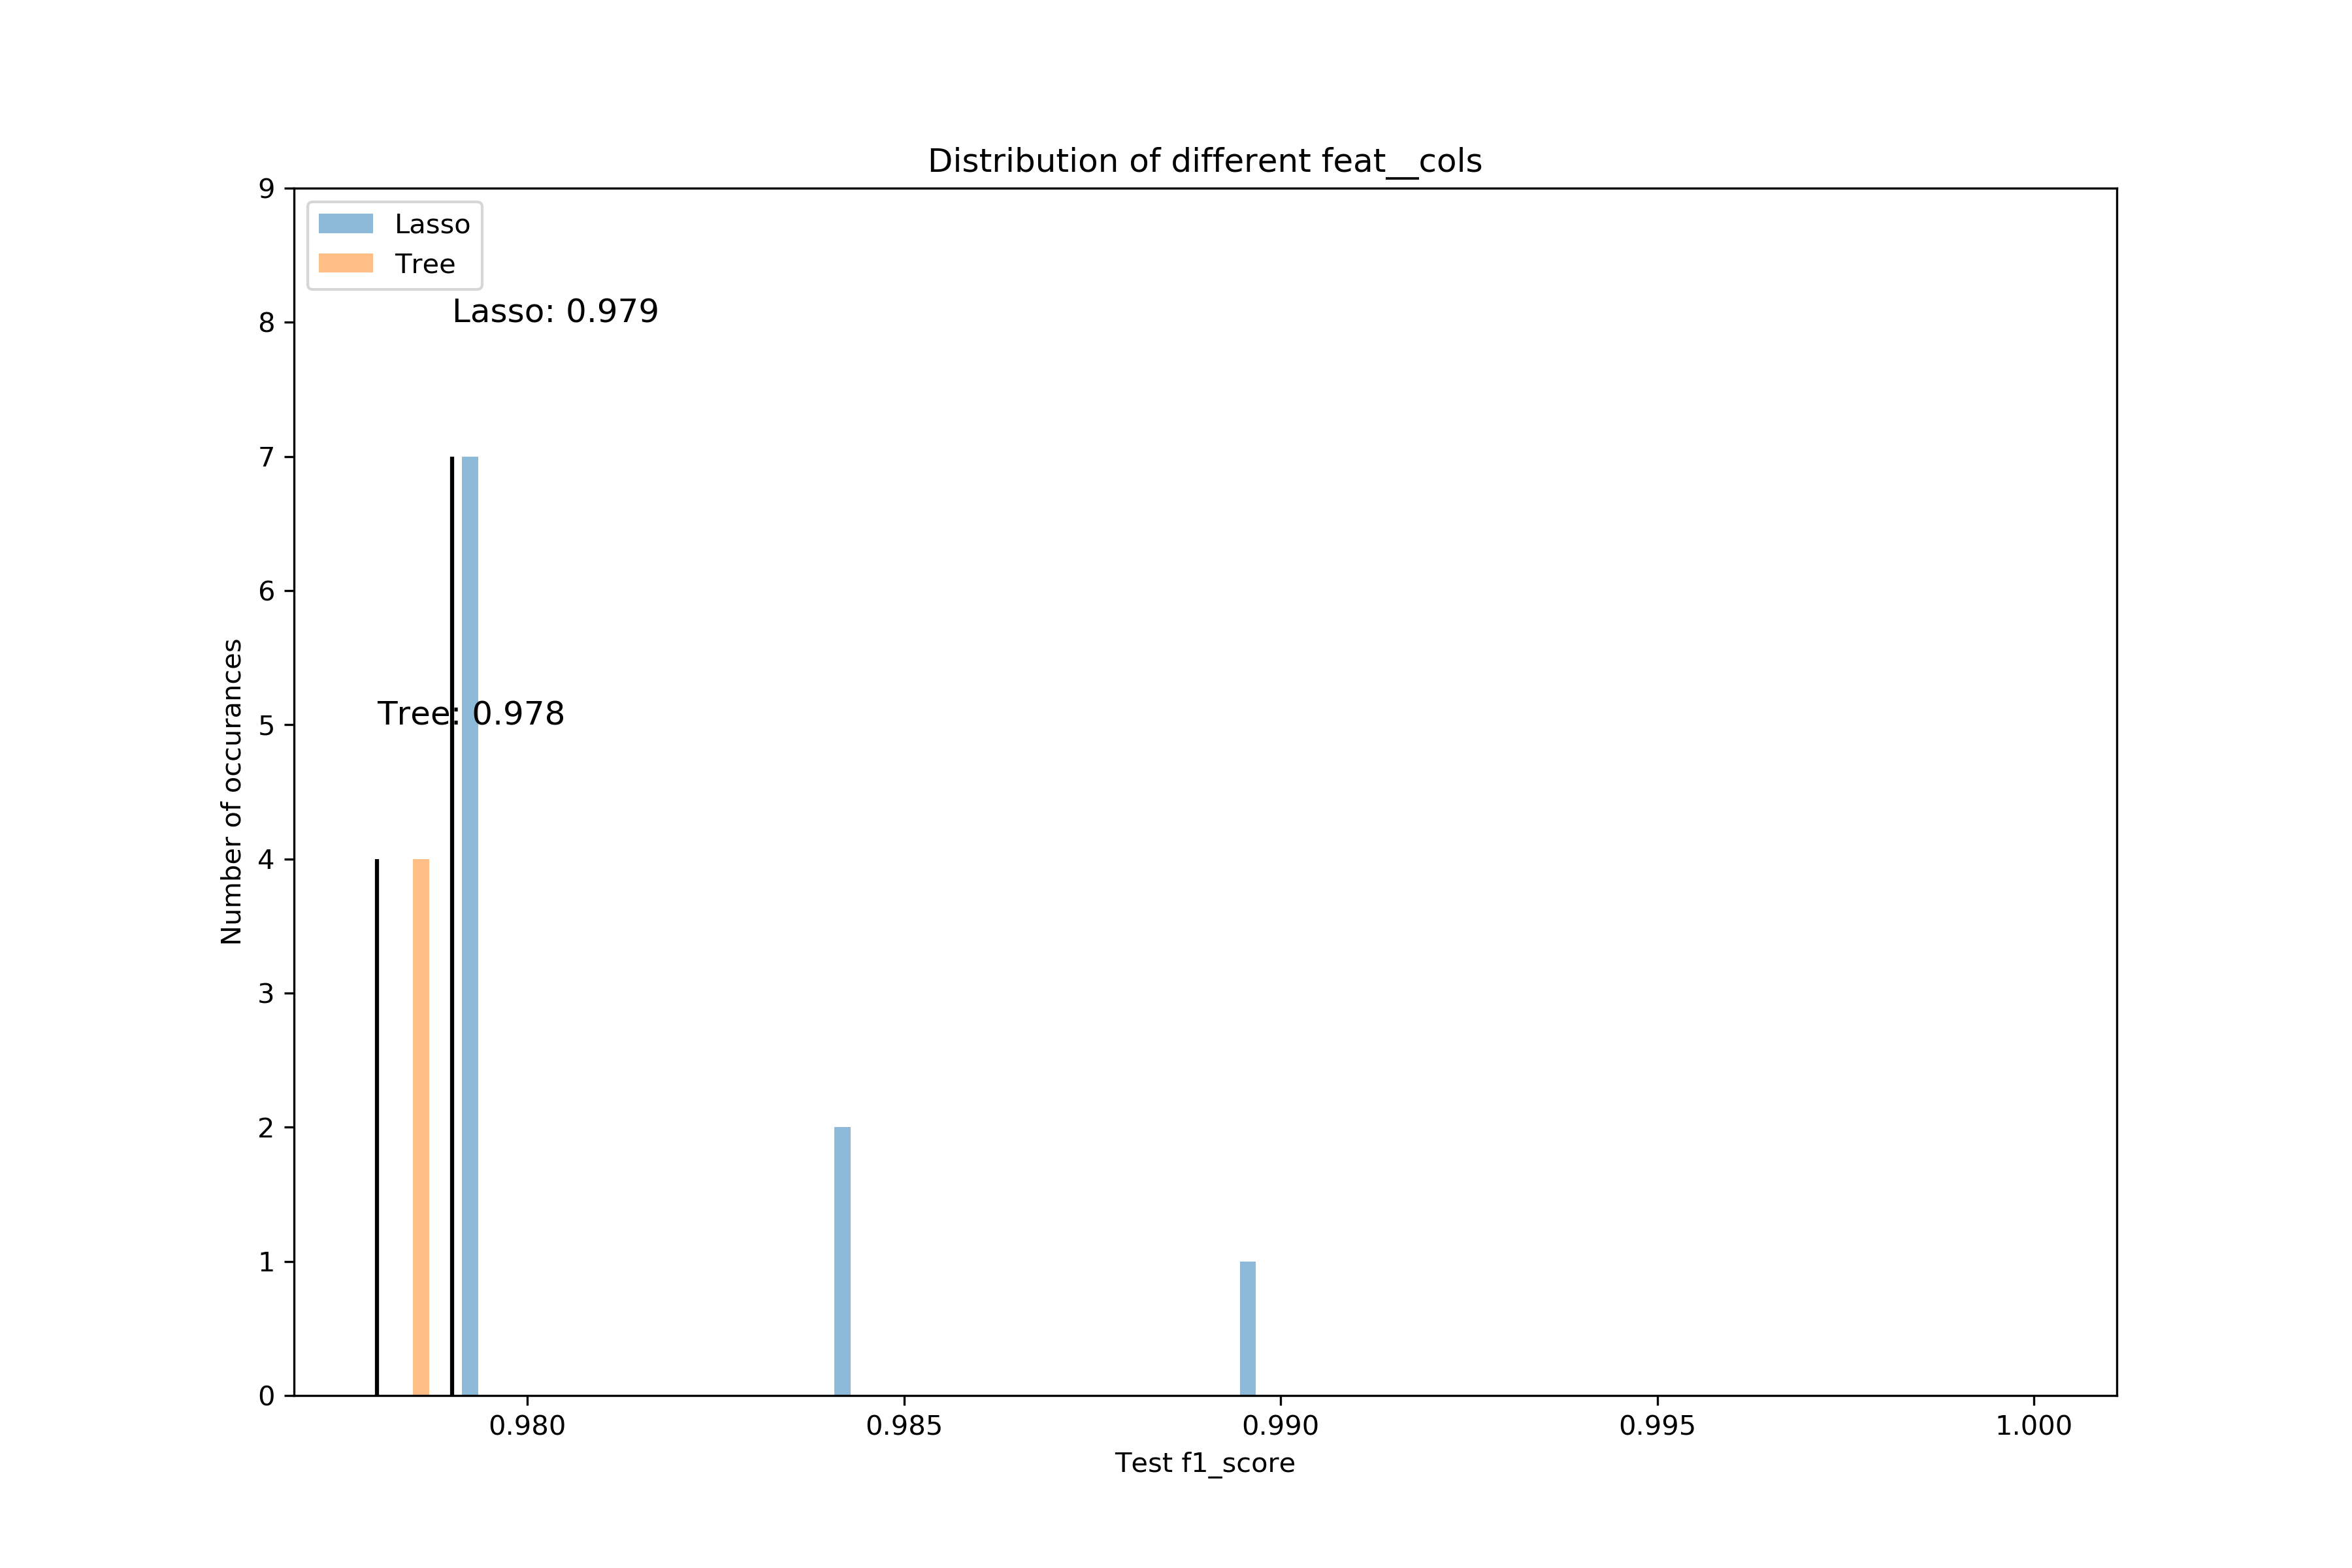 Distribution of different feat__cols
Lasso
Tree
Lasso: 0.979
Tree: 0.978
Number of occurances
9
8
7
6
5
4
3
2
1
0
0.980 0.985 0.990 0.995 1.000
Test f1_score